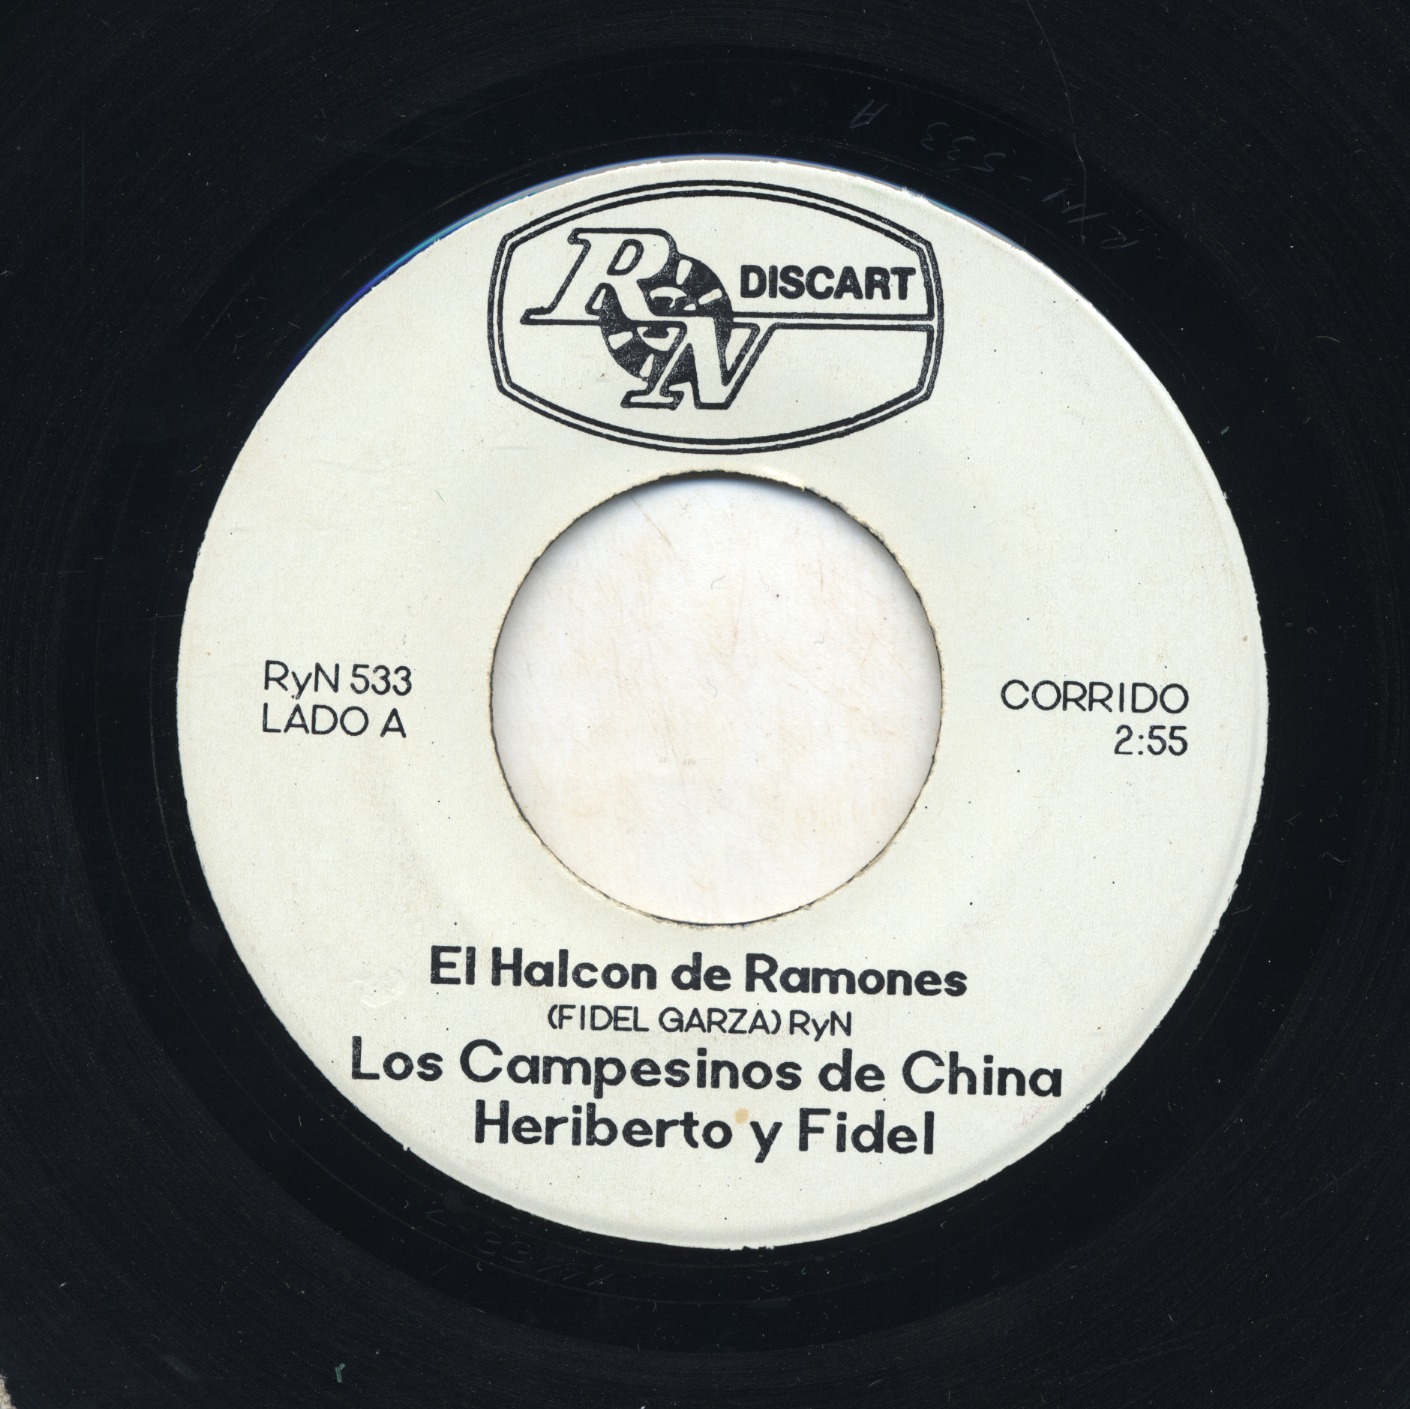 RyN DISCART
RyN 533
LADO A
CORRIDO
2:55
El Halcon de Ramones
(FIDEL GARZA) RyN
Los Campesinos de China
Heriberto y Fidel